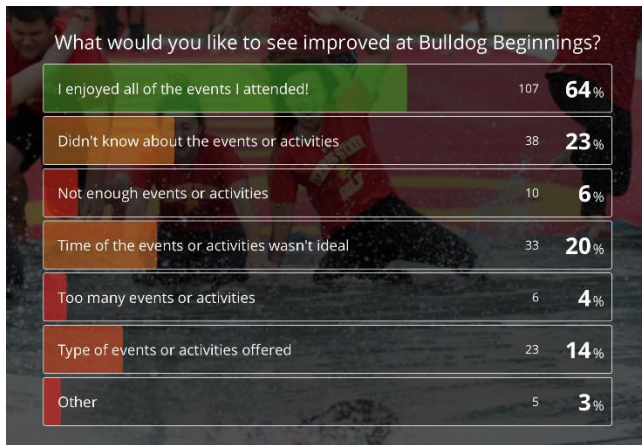 What would you like to see improved at Bulldog Beginnings?
I enjoyed all of the events I attended! 107 64%
Didn't know about the events or activities 38 23%
Not enough events or activities 10 6%
Time of the events or activities wasn't ideal 33 20%
Too many events or activities 6 4%
Type of events or activities offered 23 14%
Other 5 3%